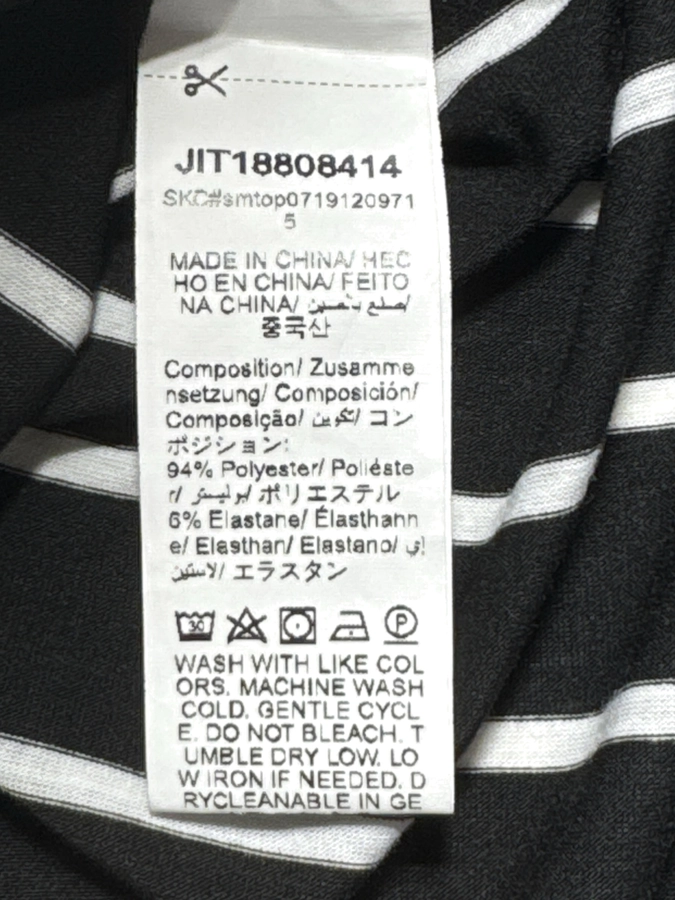 JIT18808414
SKC#smtop0719120971
5
MADE IN CHINA/ HEC
HO EN CHINA/ FEITO
NA CHINA/ صنع بالصين/
중국산
Composition/ Zusamme
nsetzung/ Composición/
Composição/ تكوين/ コン
ポジション:
94% Polyester/ Poliéste
r/ بوليستر/ ポリエステル
6% Elastane/ Élasthann
e/ Elasthan/ Elastano/ إي
لاستين/ エラスタン
30 P
WASH WITH LIKE COL
ORS. MACHINE WASH
COLD. GENTLE CYCL
E. DO NOT BLEACH. T
UMBLE DRY LOW. LO
W IRON IF NEEDED. D
RYCLEANABLE IN GE